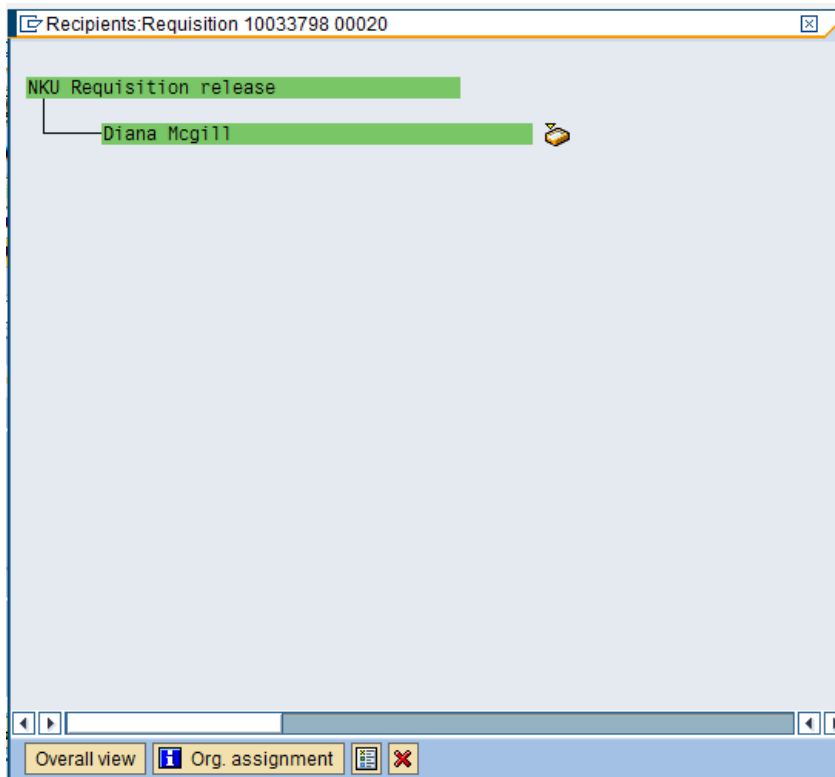 Recipients:Requisition 10033798 00020
NKU Requisition release
Diana Mcgill
Overall view
Org. assignment